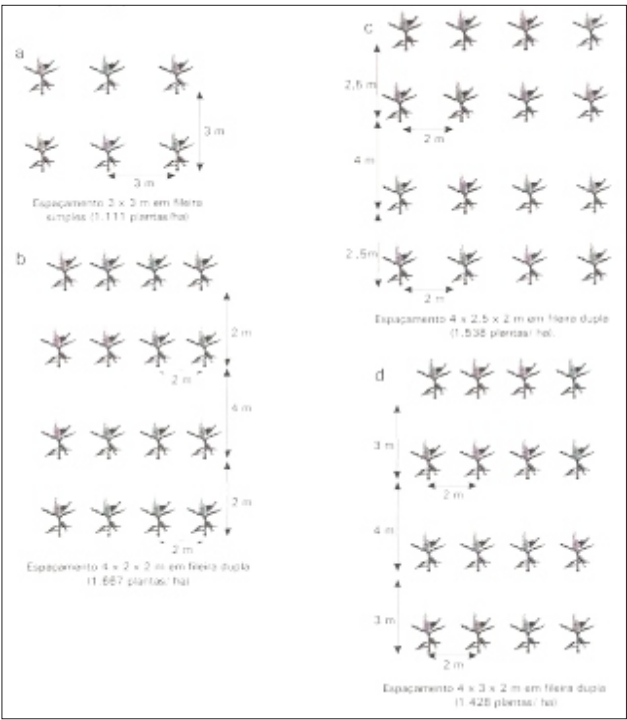 a
3 m
3 m
Espaçamento 3 x 3 m em fileira
simples (1.111 plantas/ha)
b
2 m
2 m
4 m
2 m
2 m
Espaçamento 4 x 2 x 2 m em fileira dupla
(1.667 plantas/ ha)
c
2,5 m
2 m
4 m
2,5m
2 m
Espaçamento 4 x 2,5 x 2 m em fileira dupla
(1.538 plantas/ ha).
d
3 m
2 m
4 m
3 m
2 m
Espaçamento 4 x 3 x 2 m em fileira dupla
(1.428 plantas/ ha)